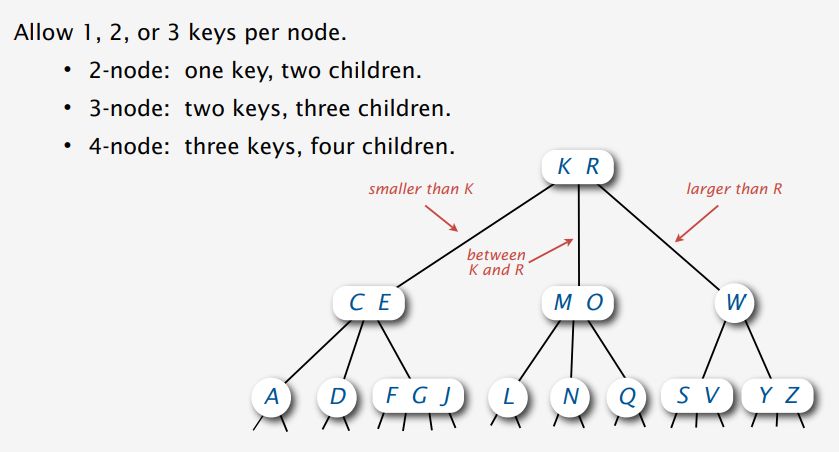 Allow 1, 2, or 3 keys per node.
• 2-node: one key, two children.
• 3-node: two keys, three children.
• 4-node: three keys, four children.
K R
smaller than K
larger than R
between
K and R
C E
M O
W
A
D
F G J
L
N
Q
S V
Y Z